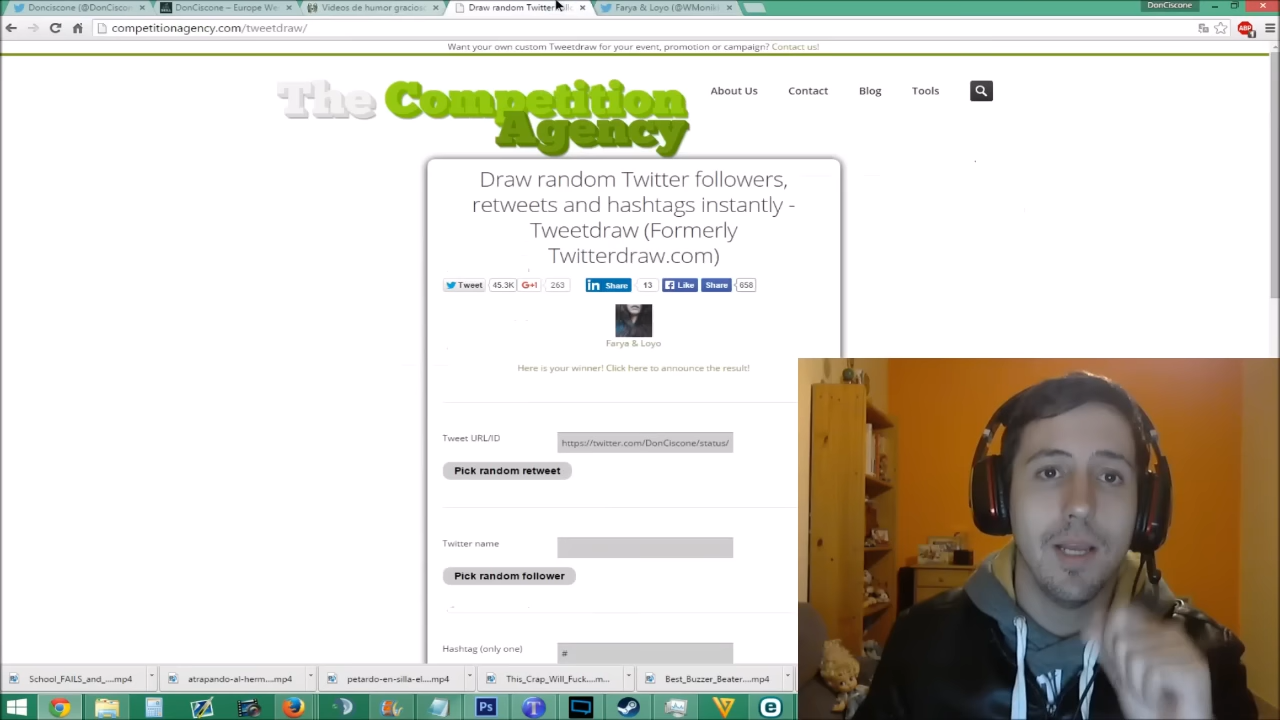 Donciscone (@DonCiscon
DonCiscone – Europe We
Videos de humor gracioso
Draw random Twitter
Farya & Loyo (@WMonik
DonCiscone
competitionagency.com/tweetdraw/
ABP
Want your own custom Tweetdraw for your event, promotion or campaign? Contact us!
The Competition
Agency
About Us
Contact
Blog
Tools
Draw random Twitter followers,
retweets and hashtags instantly -
Tweetdraw (Formerly
Twitterdraw.com)
Tweet 45.3K G+1 263 in Share 13 Like Share 658
Farya & Loyo
Here is your winner! Click here to announce the result!
Tweet URL/ID
https://twitter.com/DonCiscone/status/
Pick random retweet
Twitter name
Pick random follower
Hashtag (only one)
#
School_FAILS_and_....mp4
atrapando-al-herm....mp4
petardo-en-silla-el....mp4
This_Crap_Will_Fuck....m...
Best_Buzzer_Beater....mp4
Ps